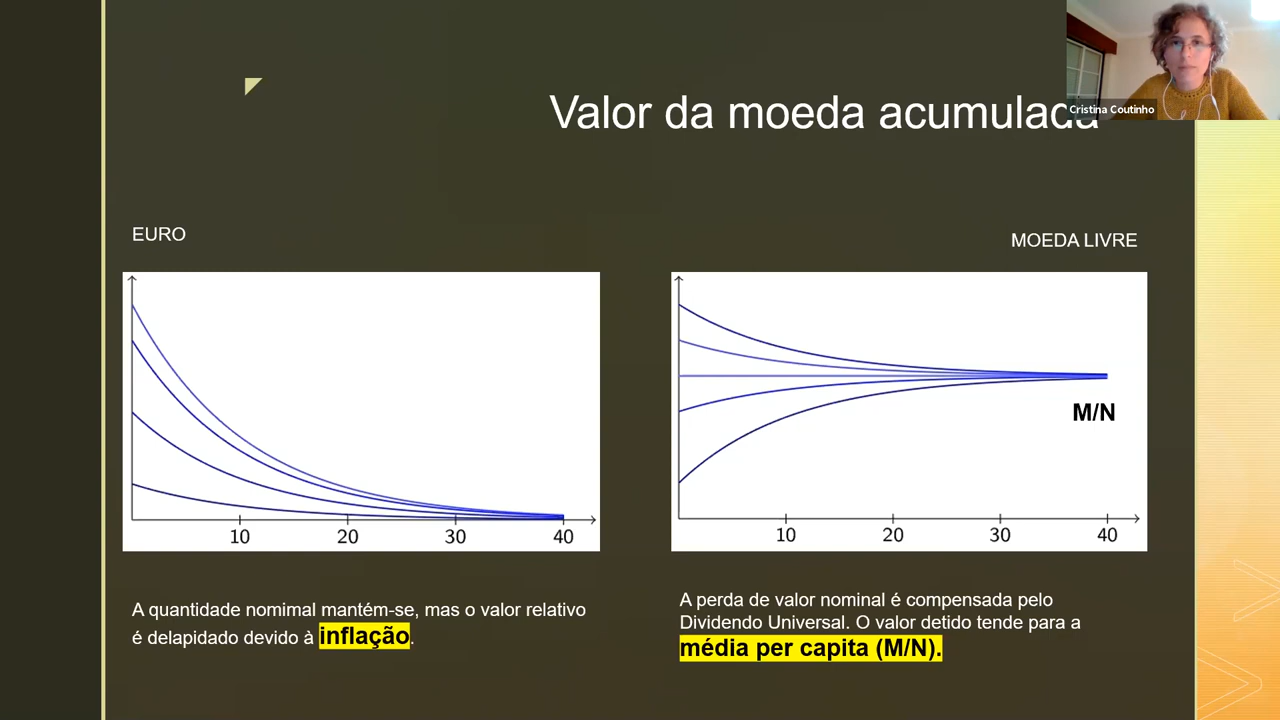 Cristina Coutinho
Valor da moeda acumulada
EURO
MOEDA LIVRE
10 20 30 40
M/N
10 20 30 40
A quantidade nomimal mantém-se, mas o valor relativo
é delapidado devido à inflação.
A perda de valor nominal é compensada pelo
Dividendo Universal. O valor detido tende para a
média per capita (M/N).